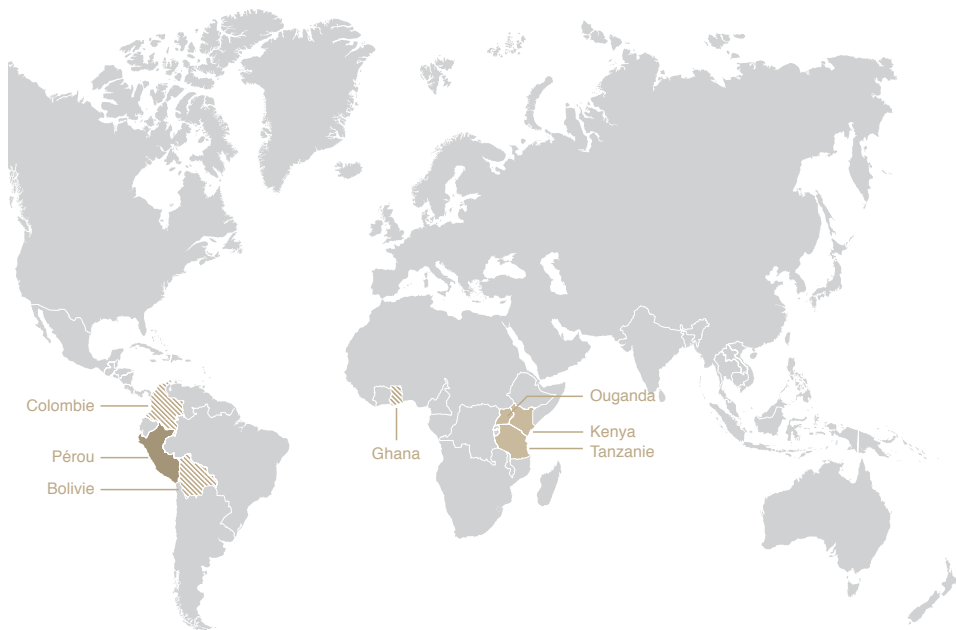 Colombie
Pérou
Bolivie
Ghana
Ouganda
Kenya
Tanzanie